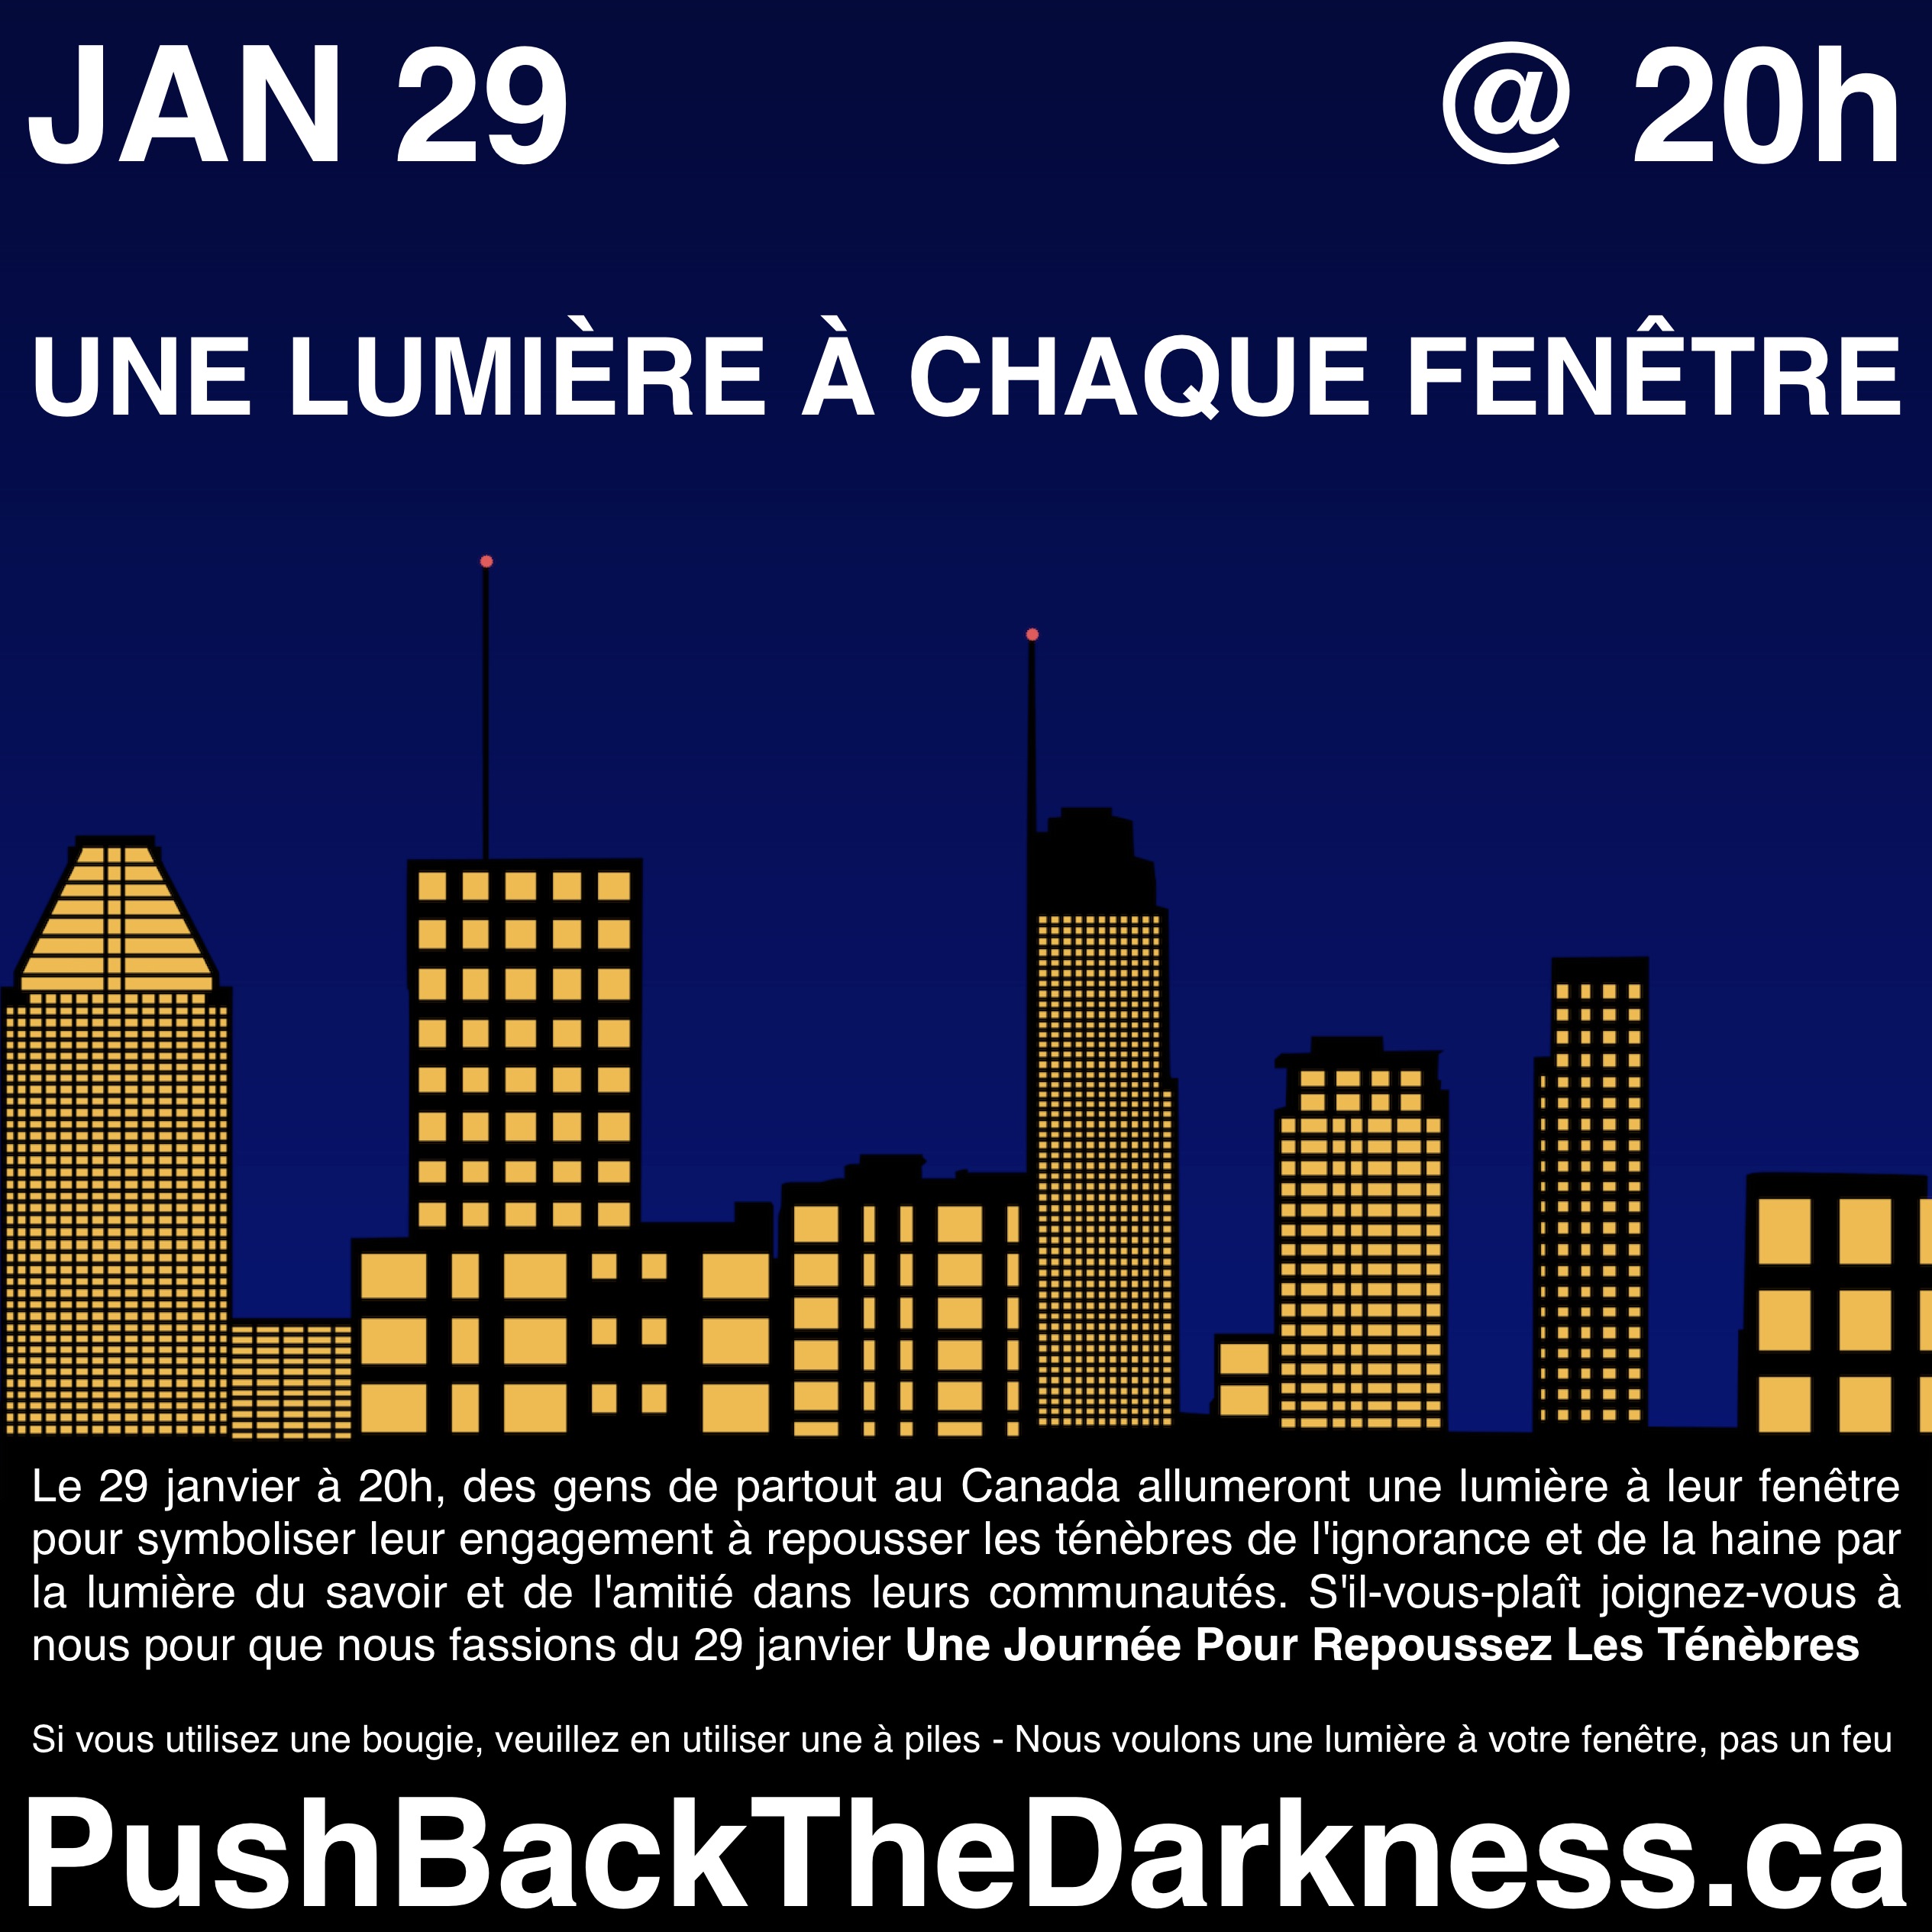 JAN 29 @ 20h
UNE LUMIÈRE À CHAQUE FENÊTRE
Le 29 janvier à 20h, des gens de partout au Canada allumeront une lumière à leur fenêtre
pour symboliser leur engagement à repousser les ténèbres de l'ignorance et de la haine par
la lumière du savoir et de l'amitié dans leurs communautés. S'il-vous-plaît joignez-vous à
nous pour que nous fassions du 29 janvier Une Journée Pour Repoussez Les Ténèbres
Si vous utilisez une bougie, veuillez en utiliser une à piles - Nous voulons une lumière à votre fenêtre, pas un feu
PushBackTheDarkness.ca